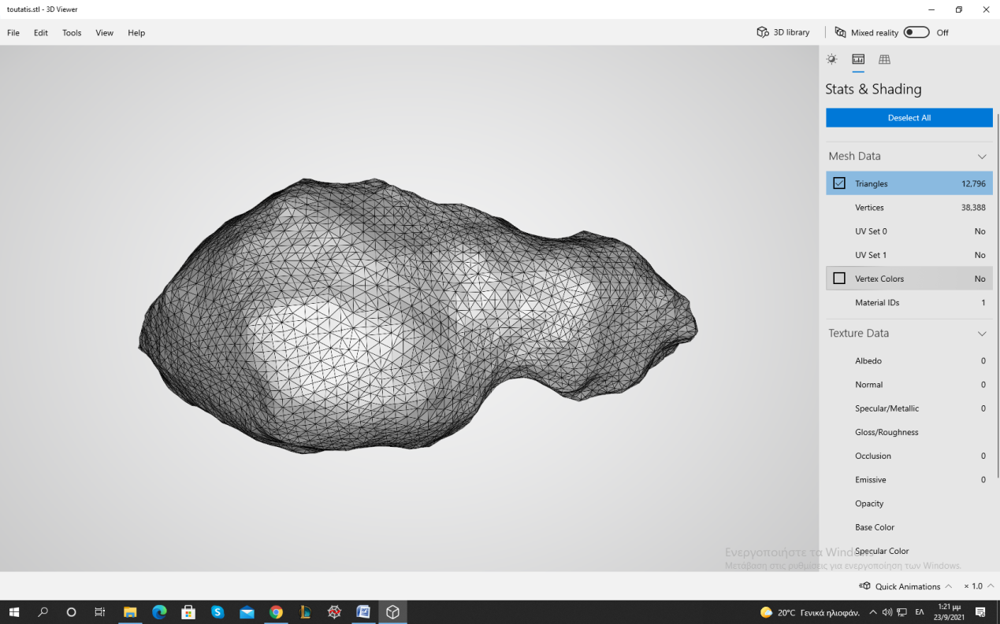 toutatis.stl - 3D Viewer
File Edit Tools View Help
3D library
Mixed reality Off
Stats & Shading
Deselect All
Mesh Data
Triangles 12,796
Vertices 38,388
UV Set 0 No
UV Set 1 No
Vertex Colors No
Material IDs 1
Texture Data
Albedo 0
Normal 0
Specular/Metallic 0
Gloss/Roughness
Occlusion 0
Emissive 0
Opacity
Base Color
Specular Color
Ενεργοποιήστε τα Windows
Μετάβαση στις ρυθμίσεις για ενεργοποίηση των Windows.
Quick Animations × 1.0
20°C Γενικά ηλιοφάν. ΕΛ
1:21 μμ
23/9/2021